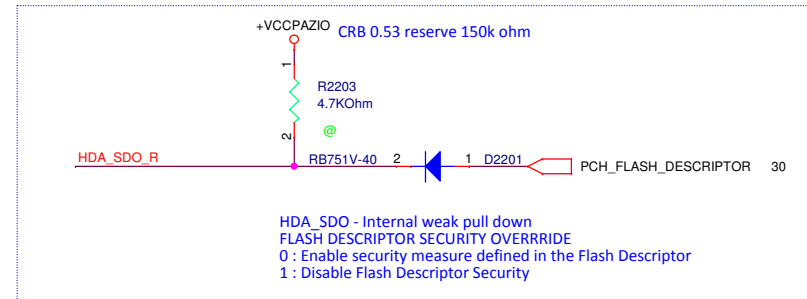 +VCCPAZIO
CRB 0.53 reserve 150k ohm
1
R2203
4.7KOhm
2
@
HDA_SDO_R
RB751V-40
2
1
D2201
PCH_FLASH_DESCRIPTOR
30
HDA_SDO - Internal weak pull down
FLASH DESCRIPTOR SECURITY OVERRRIDE
0 : Enable security measure defined in the Flash Descriptor
1 : Disable Flash Descriptor Security